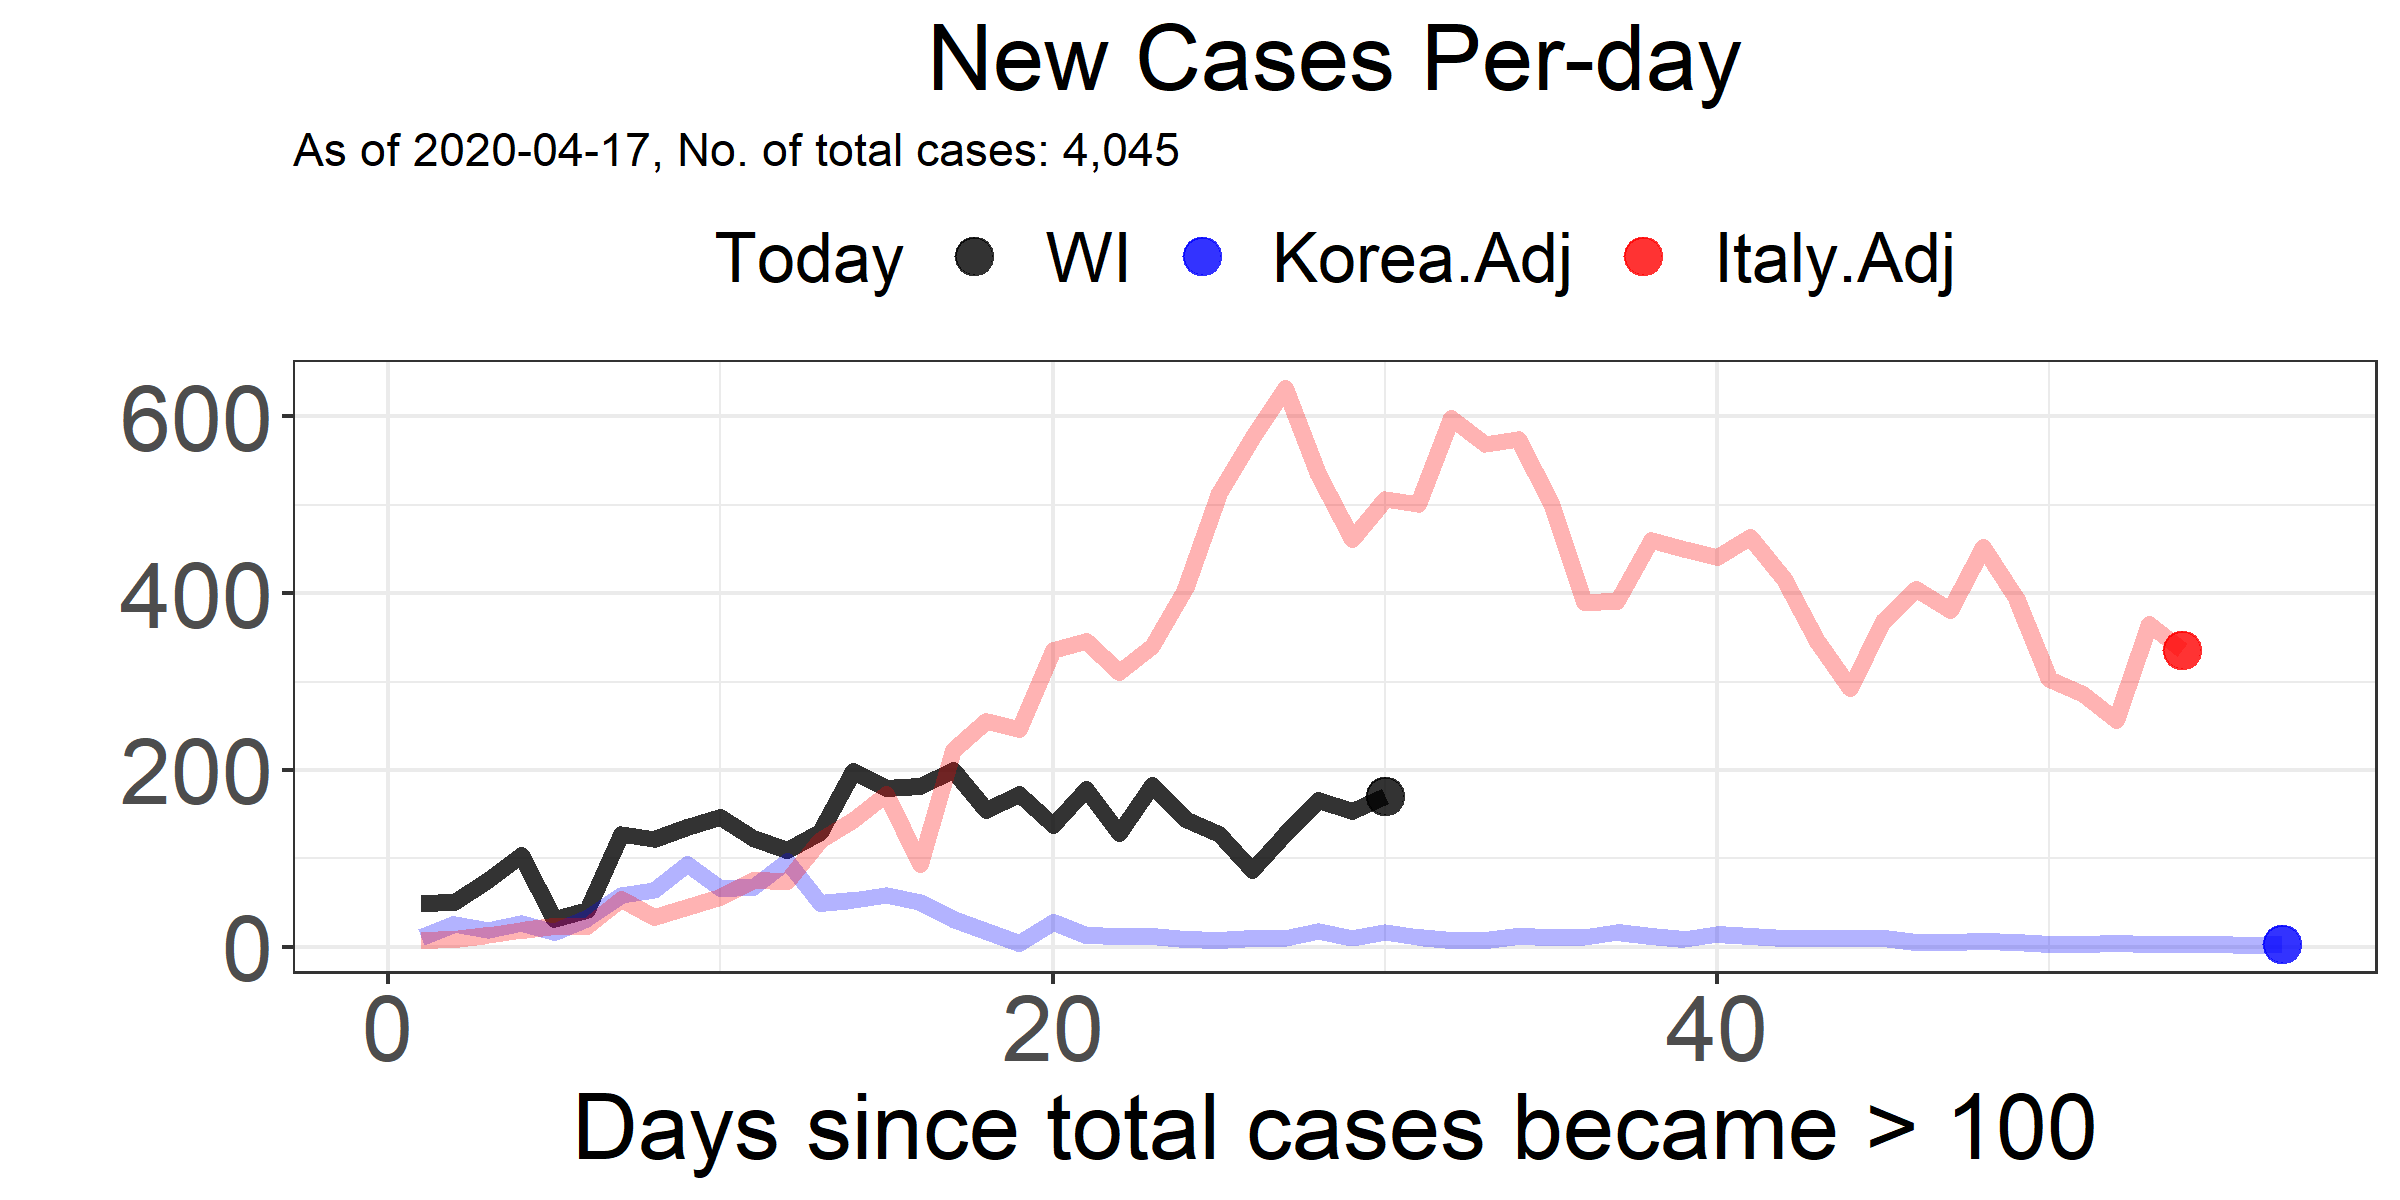 New Cases Per-day
As of 2020-04-17, No. of total cases: 4,045
Today WI Korea.Adj Italy.Adj
600
400
200
0
0 20 40
Days since total cases became > 100